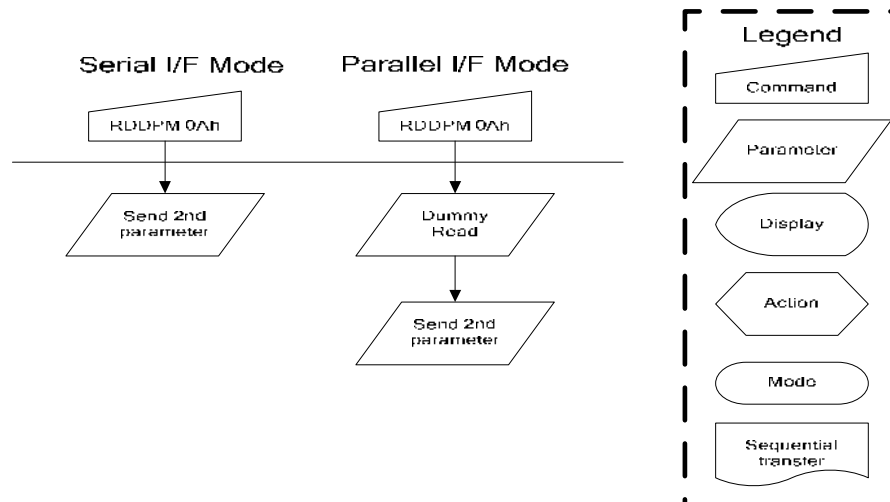 Serial I/F Mode
Parallel I/F Mode
RDDPM 0Ah
RDDPM 0Ah
Send 2nd
parameter
Dummy
Read
Send 2nd
parameter
Legend
Command
Parameter
Display
Action
Mode
Sequential
transfer